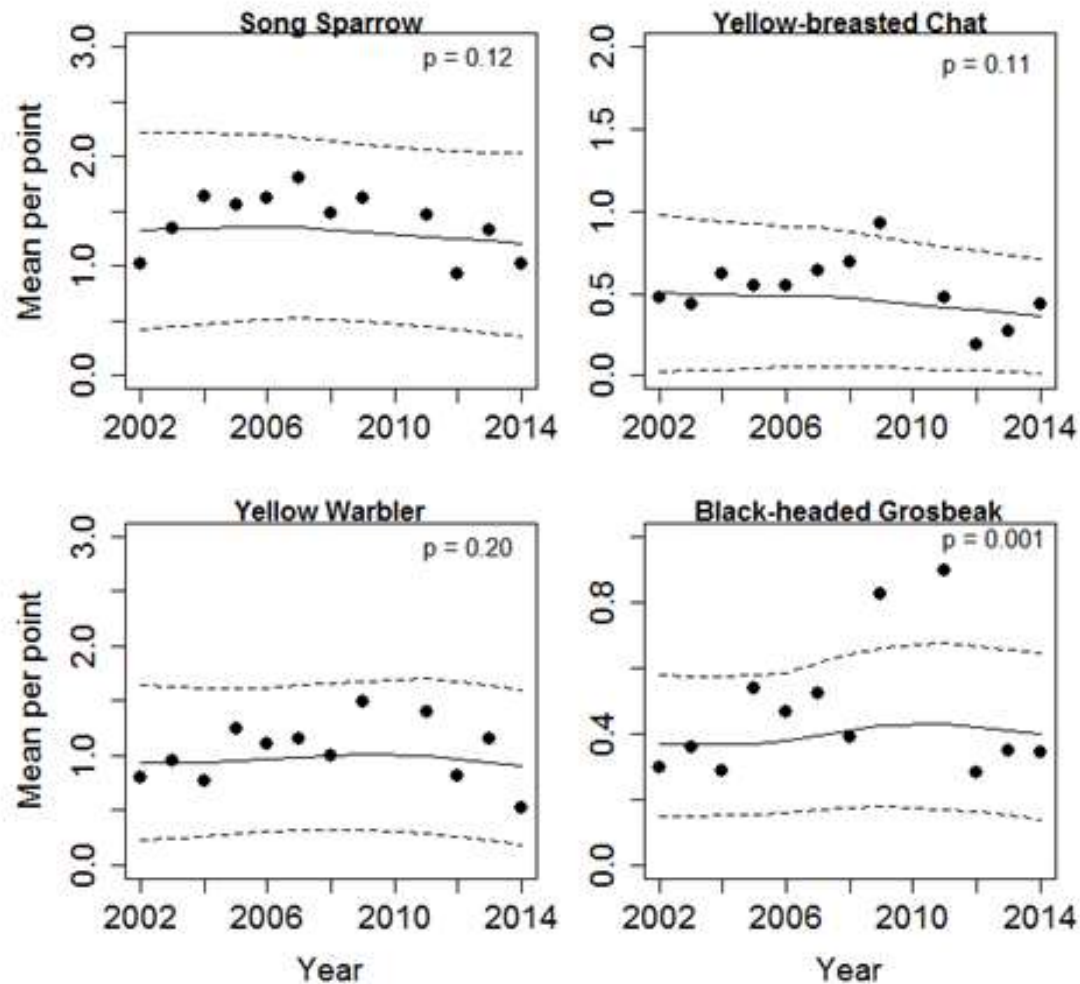 Song Sparrow
p = 0.12
Mean per point
3.0
2.0
1.0
0.0
2002 2006 2010 2014
Yellow-breasted Chat
p = 0.11
2.0
1.5
1.0
0.5
0.0
2002 2006 2010 2014
Yellow Warbler
p = 0.20
Mean per point
3.0
2.0
1.0
0.0
2002 2006 2010 2014
Year
Black-headed Grosbeak
p = 0.001
0.8
0.4
0.0
2002 2006 2010 2014
Year